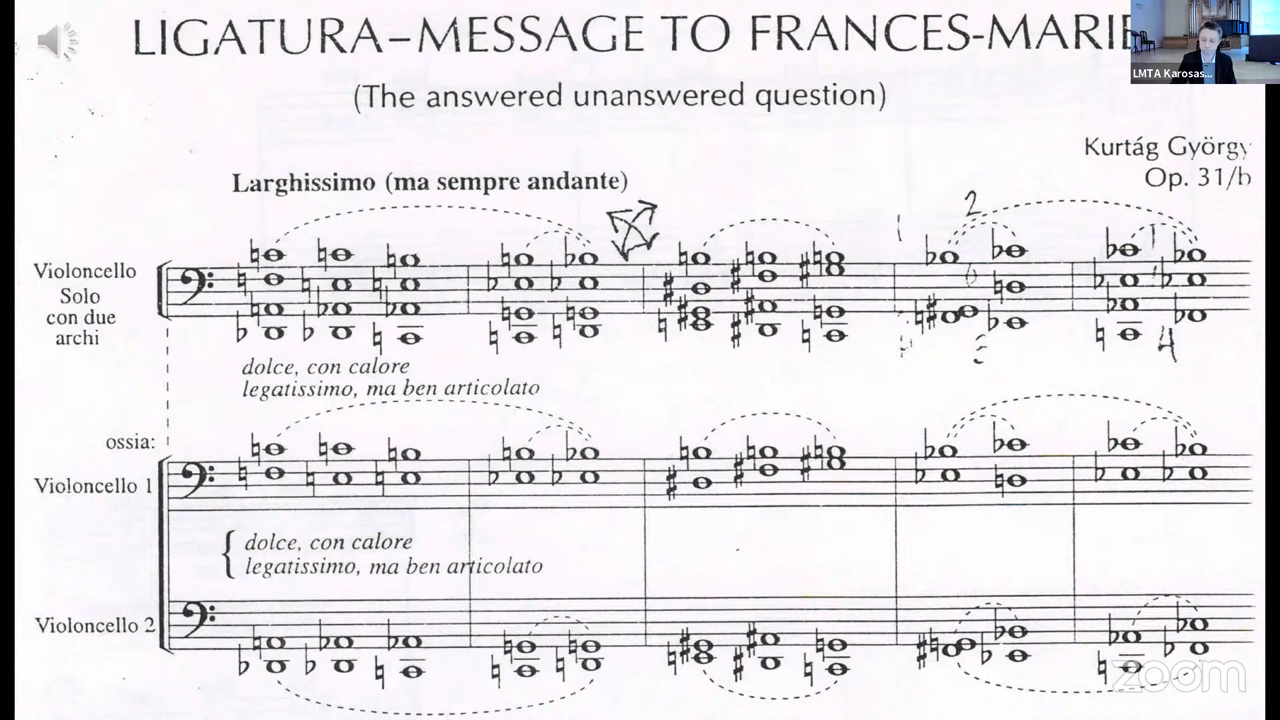 LIGATURA–MESSAGE TO FRANCES-MARIE
LMTA Karosas...
(The answered unanswered question)
Kurtág György
Op. 31/b
Larghissimo (ma sempre andante)
2
Violoncello
Solo
con due
archi
4
dolce, con calore
legatissimo, ma ben articolato
ossia:
Violoncello 1
dolce, con calore
legatissimo, ma ben articolato
Violoncello 2
zoom